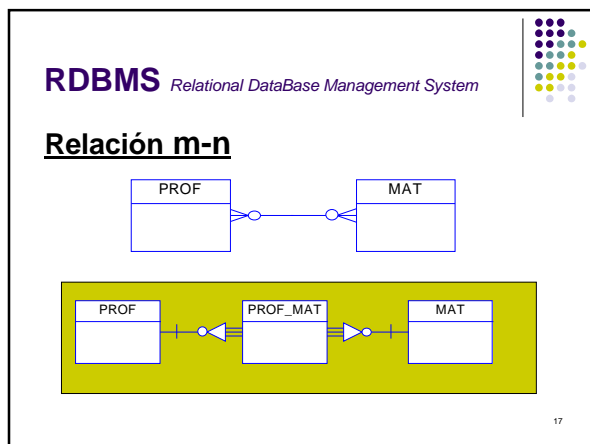 RDBMS Relational DataBase Management System
Relación m-n
PROF MAT
PROF PROF_MAT MAT
17